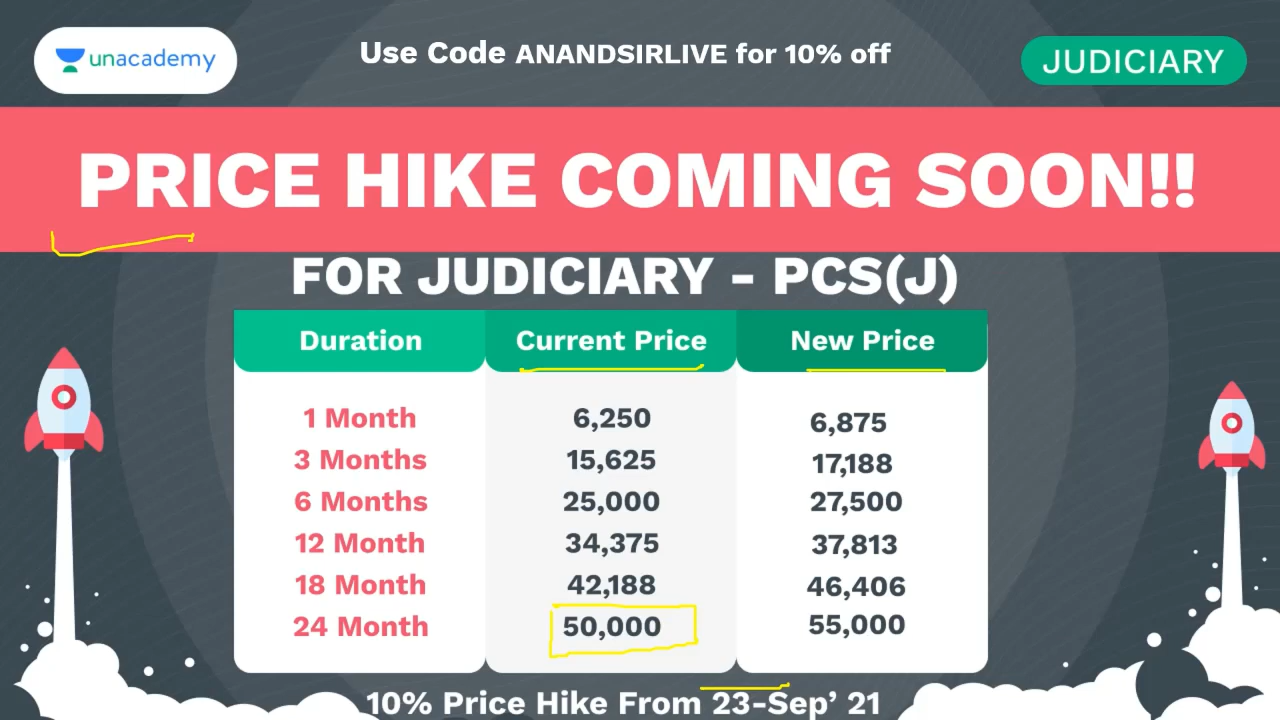 unacademy
Use Code ANANDSIRLIVE for 10% off
JUDICIARY
PRICE HIKE COMING SOON!!
FOR JUDICIARY - PCS(J)
Duration Current Price New Price
1 Month 6,250 6,875
3 Months 15,625 17,188
6 Months 25,000 27,500
12 Month 34,375 37,813
18 Month 42,188 46,406
24 Month 50,000 55,000
10% Price Hike From 23-Sep’ 21